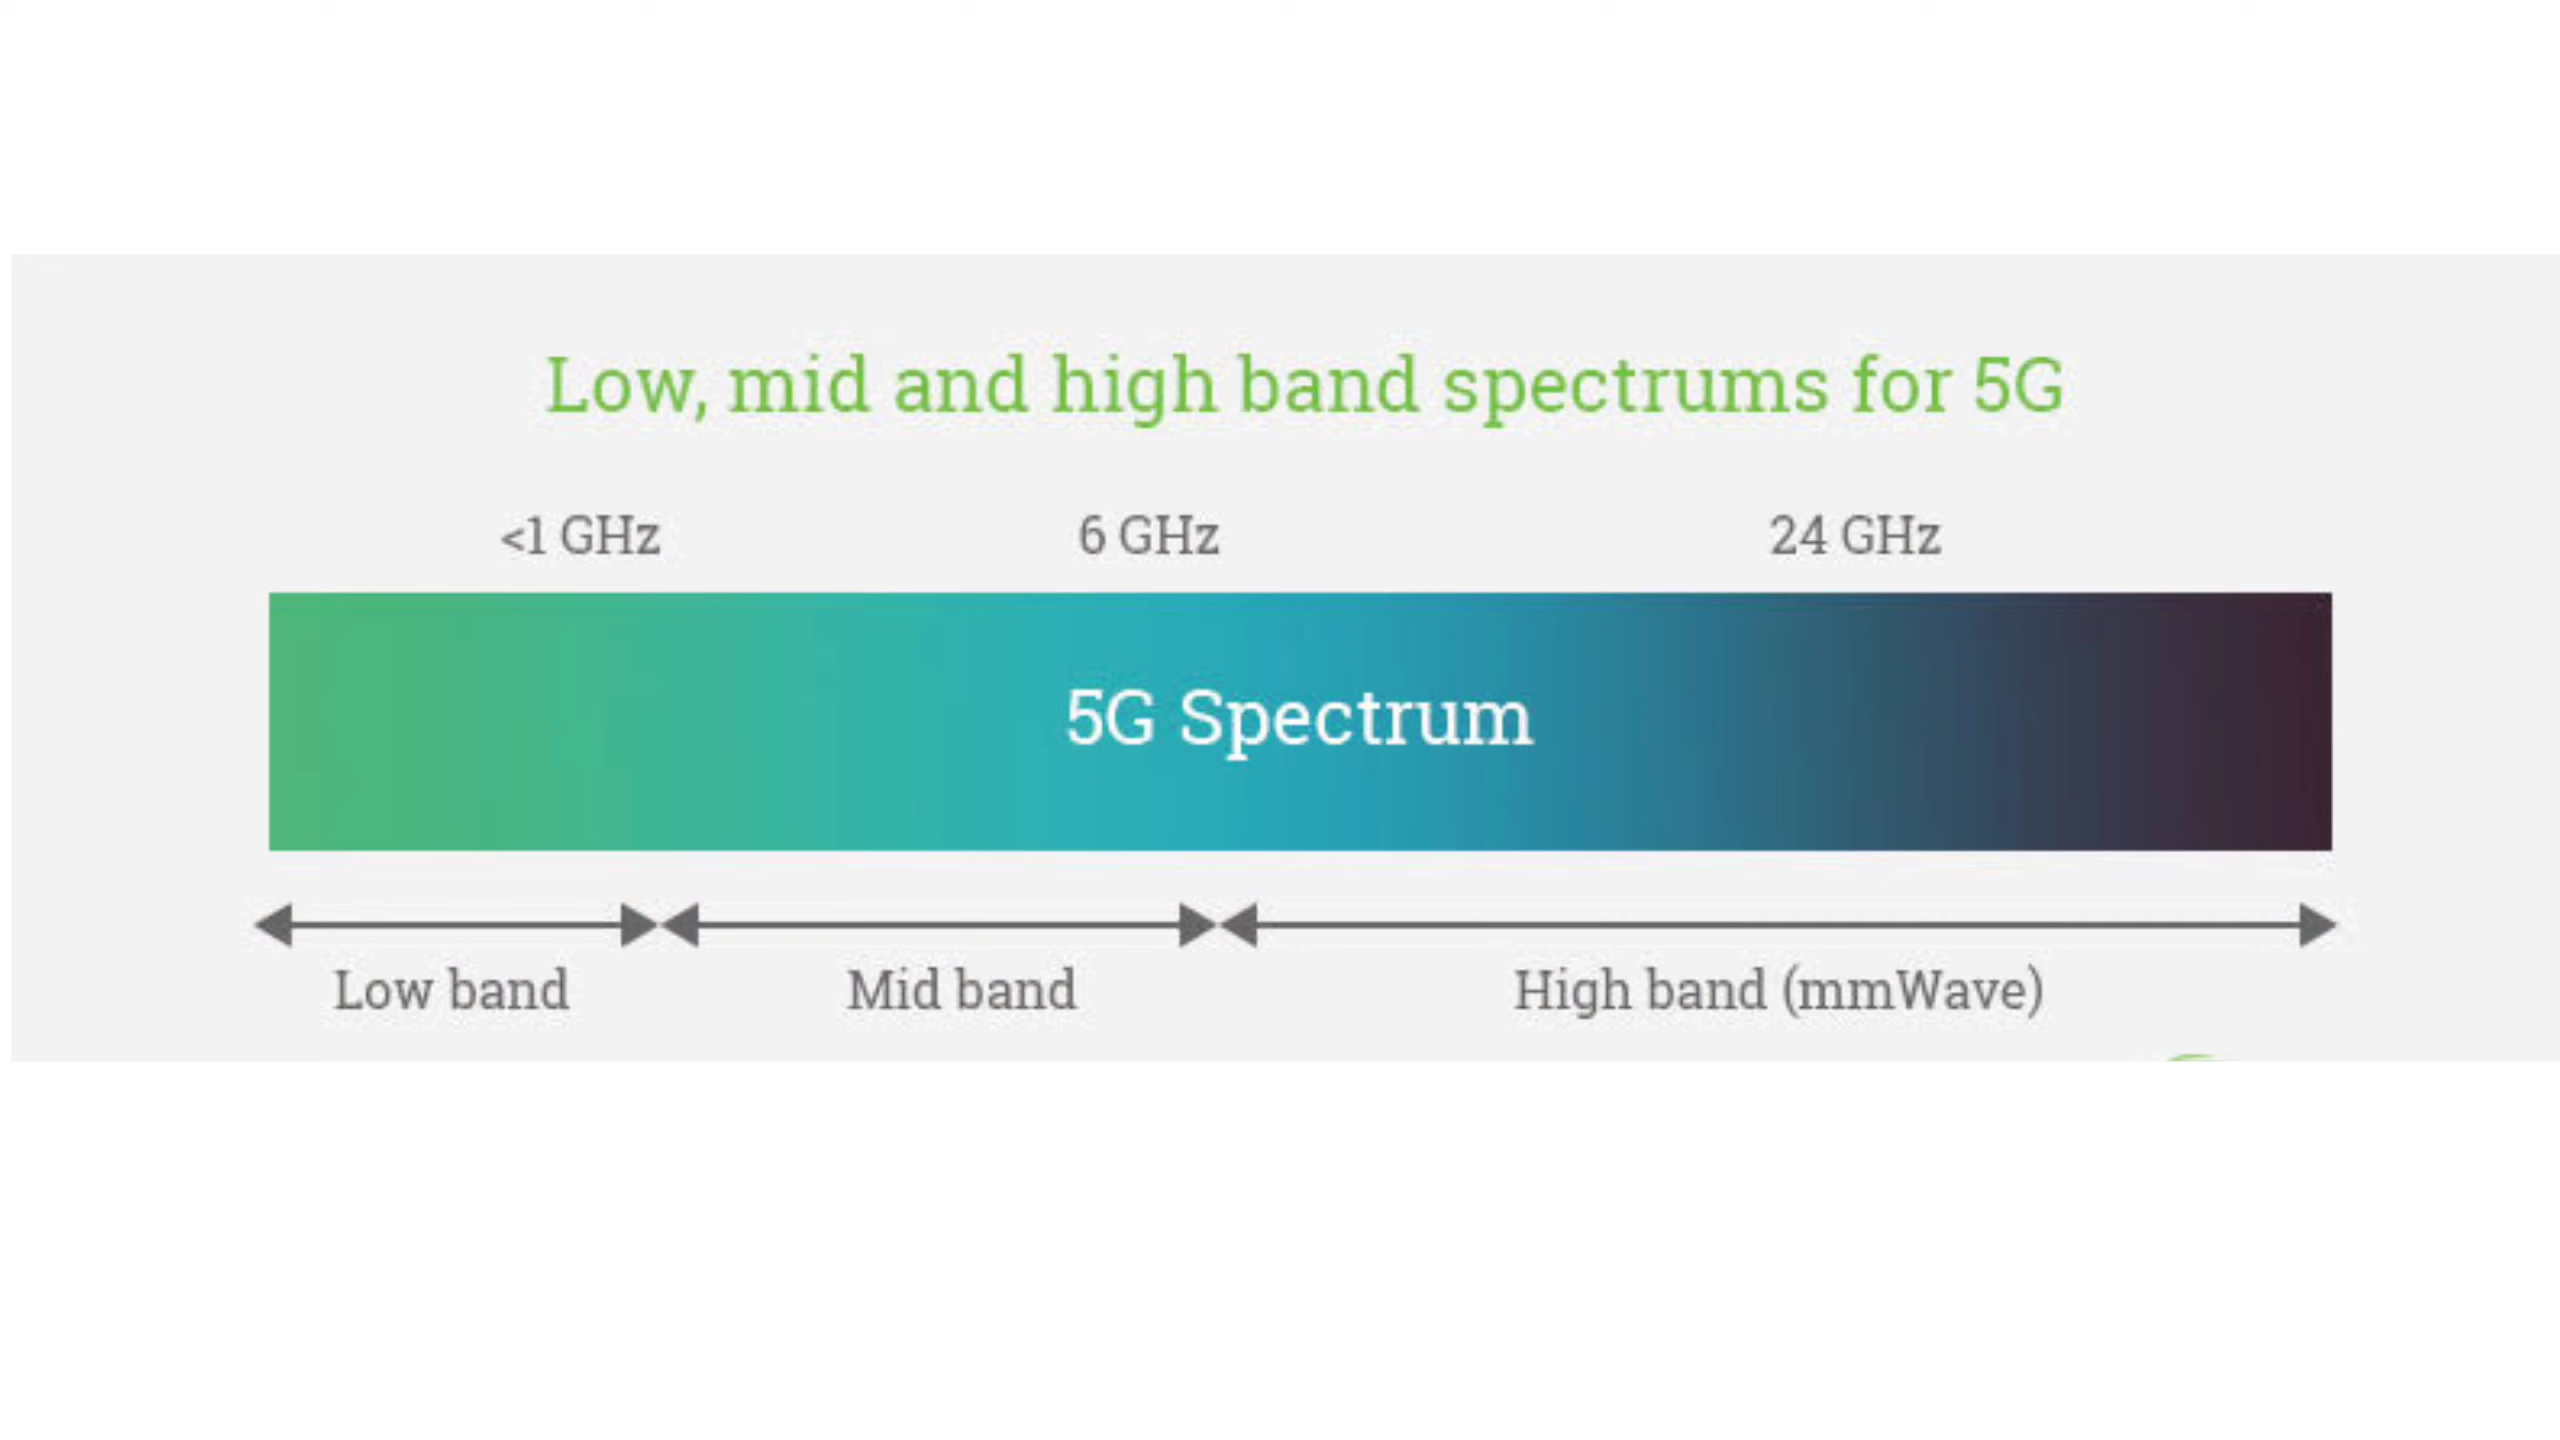 Low, mid and high band spectrums for 5G
<1 GHz 6 GHz 24 GHz
5G Spectrum
Low band Mid band High band (mmWave)